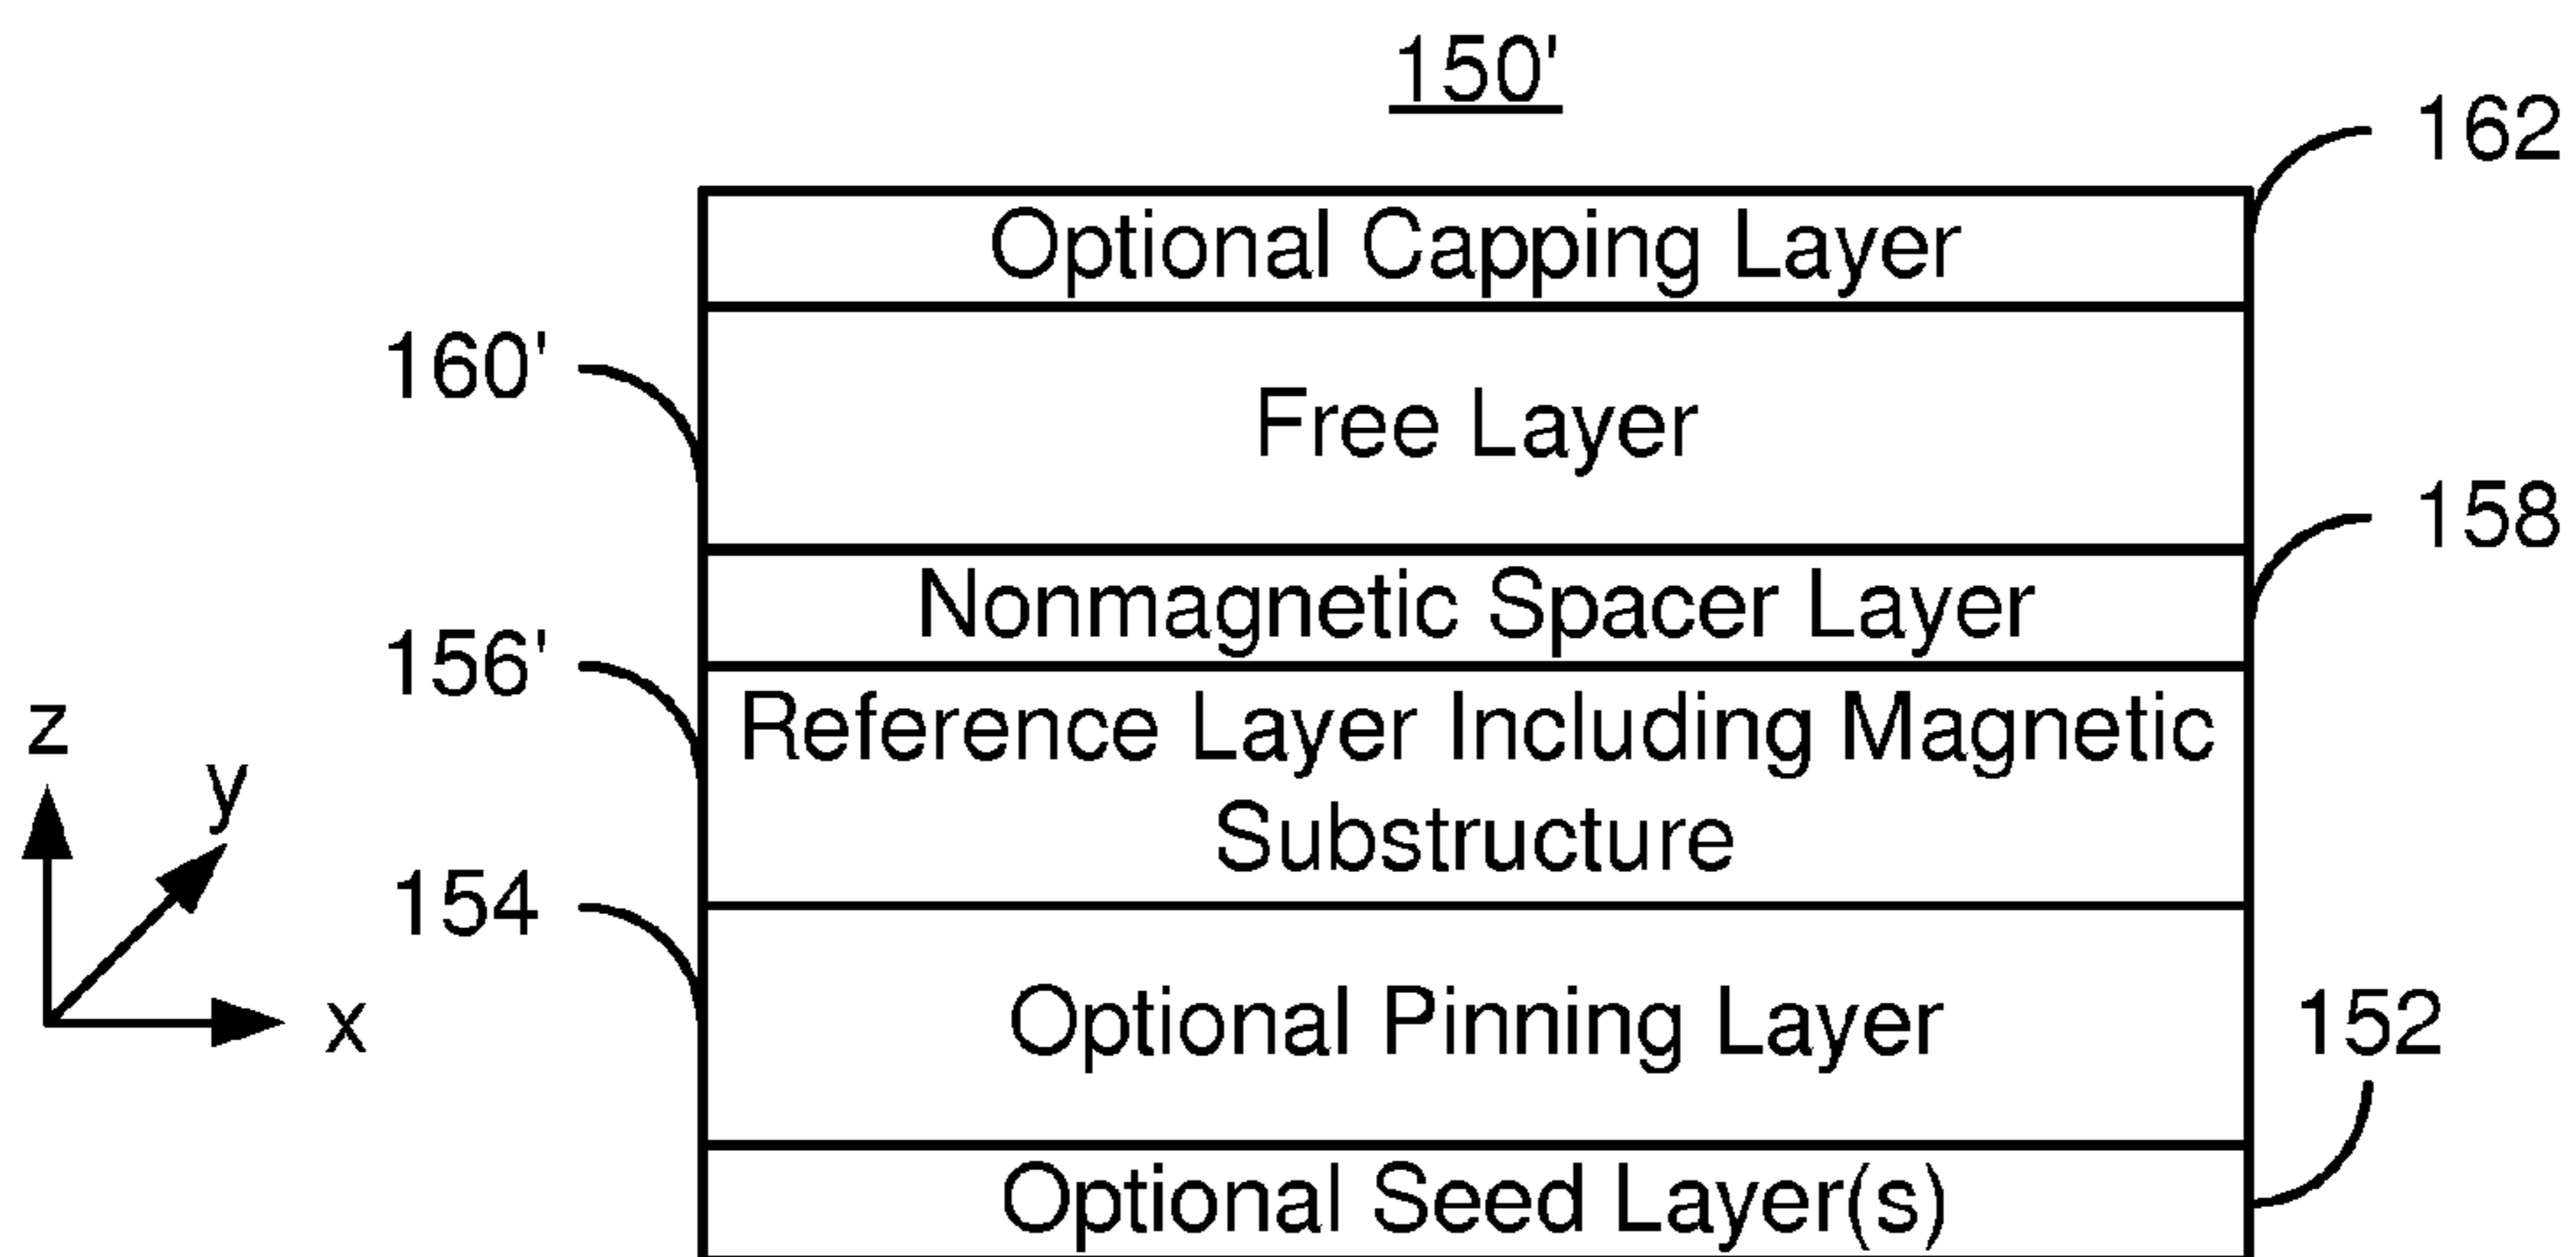 150'
162
Optional Capping Layer
160'
Free Layer
158
Nonmagnetic Spacer Layer
156'
Reference Layer Including Magnetic
Substructure
z
y
x
154
Optional Pinning Layer
152
Optional Seed Layer(s)